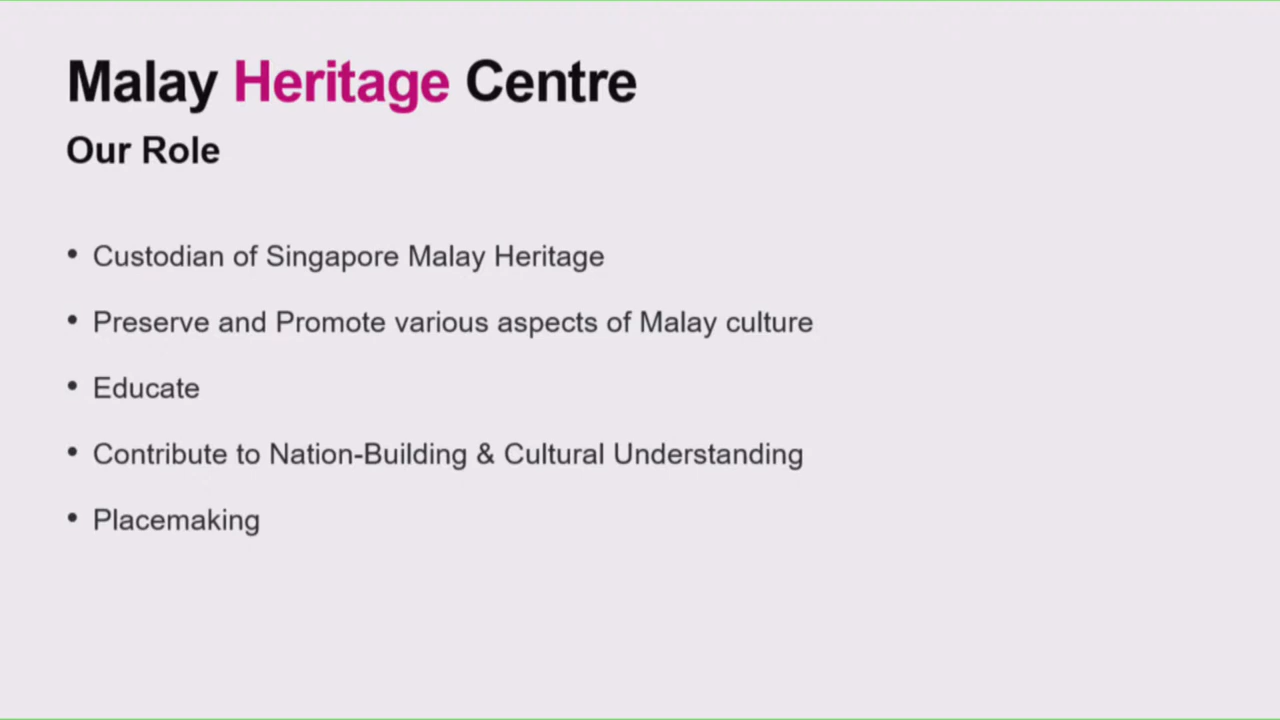 Malay Heritage Centre
Our Role
• Custodian of Singapore Malay Heritage
• Preserve and Promote various aspects of Malay culture
• Educate
• Contribute to Nation-Building & Cultural Understanding
• Placemaking